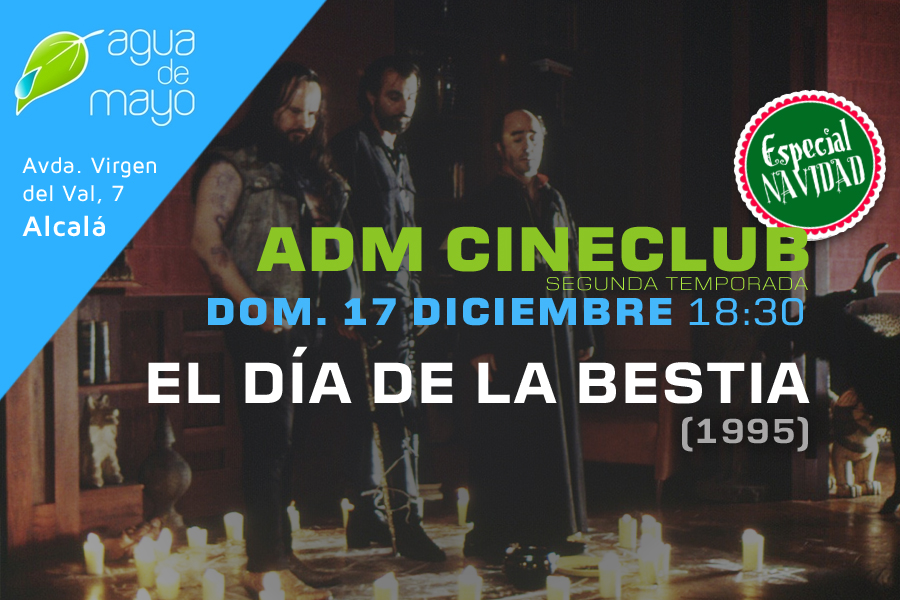 agua
de
mayo
Avda. Virgen
del Val, 7
Alcalá
Especial
NAVIDAD
ADM CINECLUB
SEGUNDA TEMPORADA
DOM. 17 DICIEMBRE 18:30
EL DÍA DE LA BESTIA
(1995)